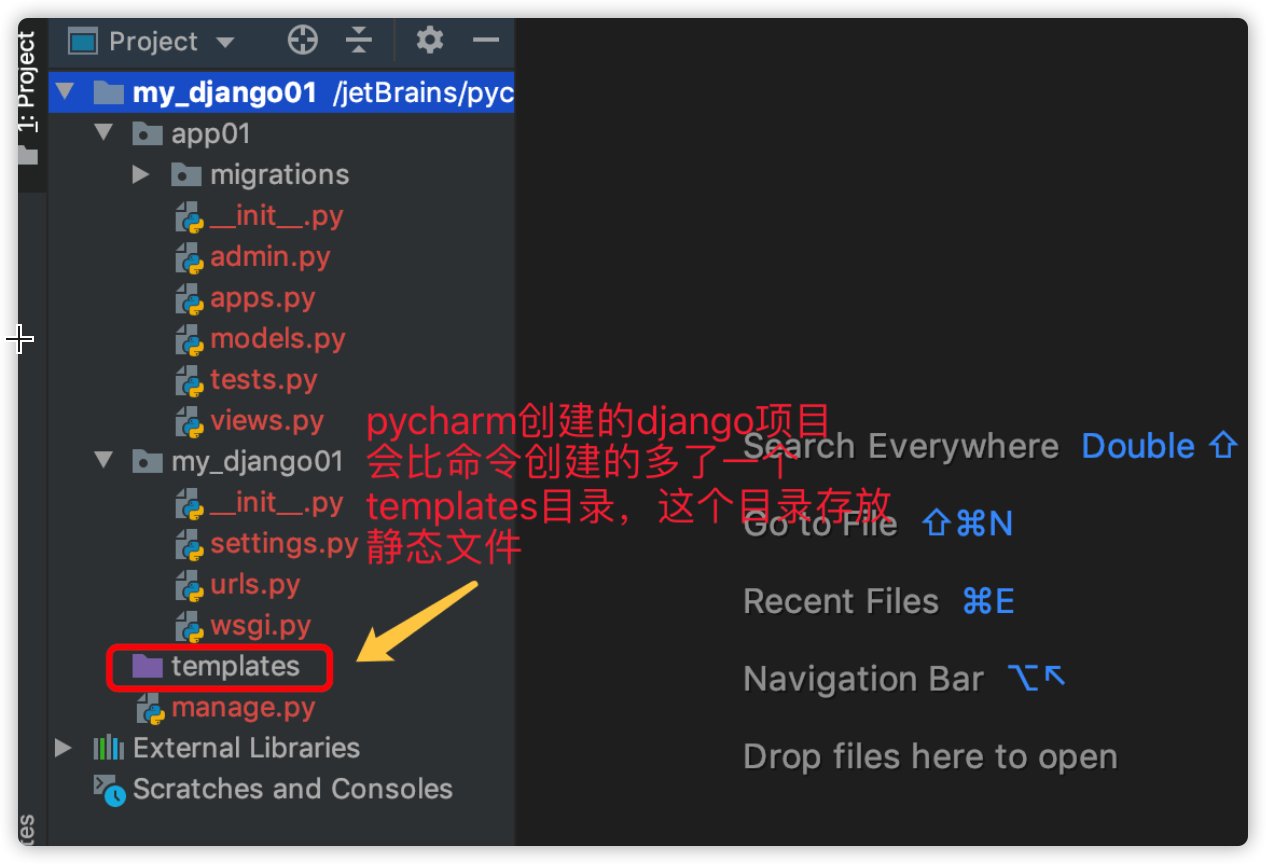 1: Project
Project
my_django01 /jetBrains/pyc
app01
migrations
__init__.py
admin.py
apps.py
models.py
tests.py
views.py
my_django01
__init__.py
settings.py
urls.py
wsgi.py
templates
manage.py
External Libraries
Scratches and Consoles
pycharm创建的django项目
会比命令创建的多了一个
templates目录，这个目录存放
静态文件
Search Everywhere Double ⇧
Go to File ⇧⌘N
Recent Files ⌘E
Navigation Bar ⌥↖
Drop files here to open